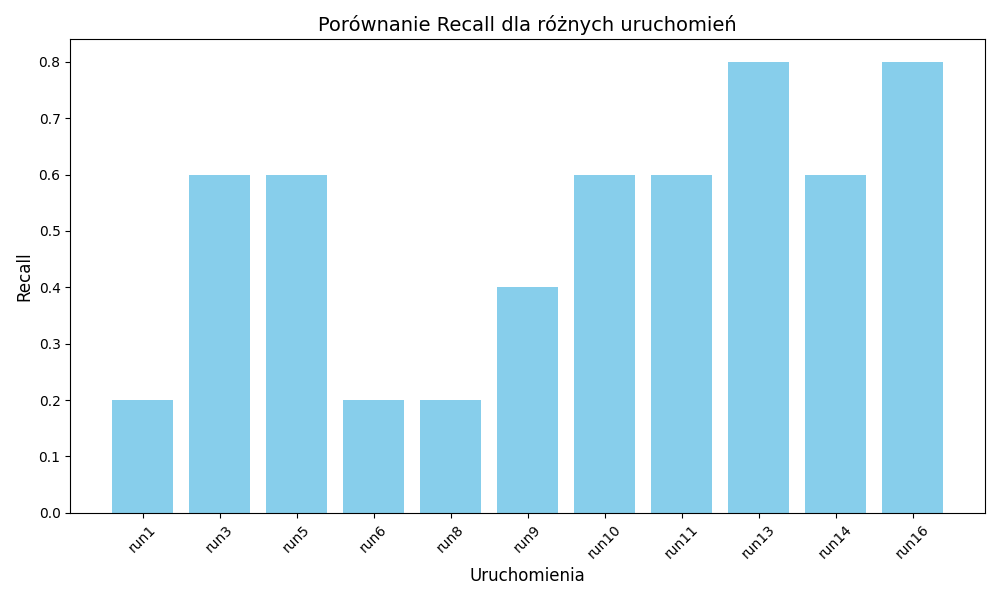 Porównanie Recall dla różnych uruchomień
Recall
0.8
0.7
0.6
0.5
0.4
0.3
0.2
0.1
0.0
run1
run3
run5
run6
run8
run9
run10
run11
run13
run14
run16
Uruchomienia